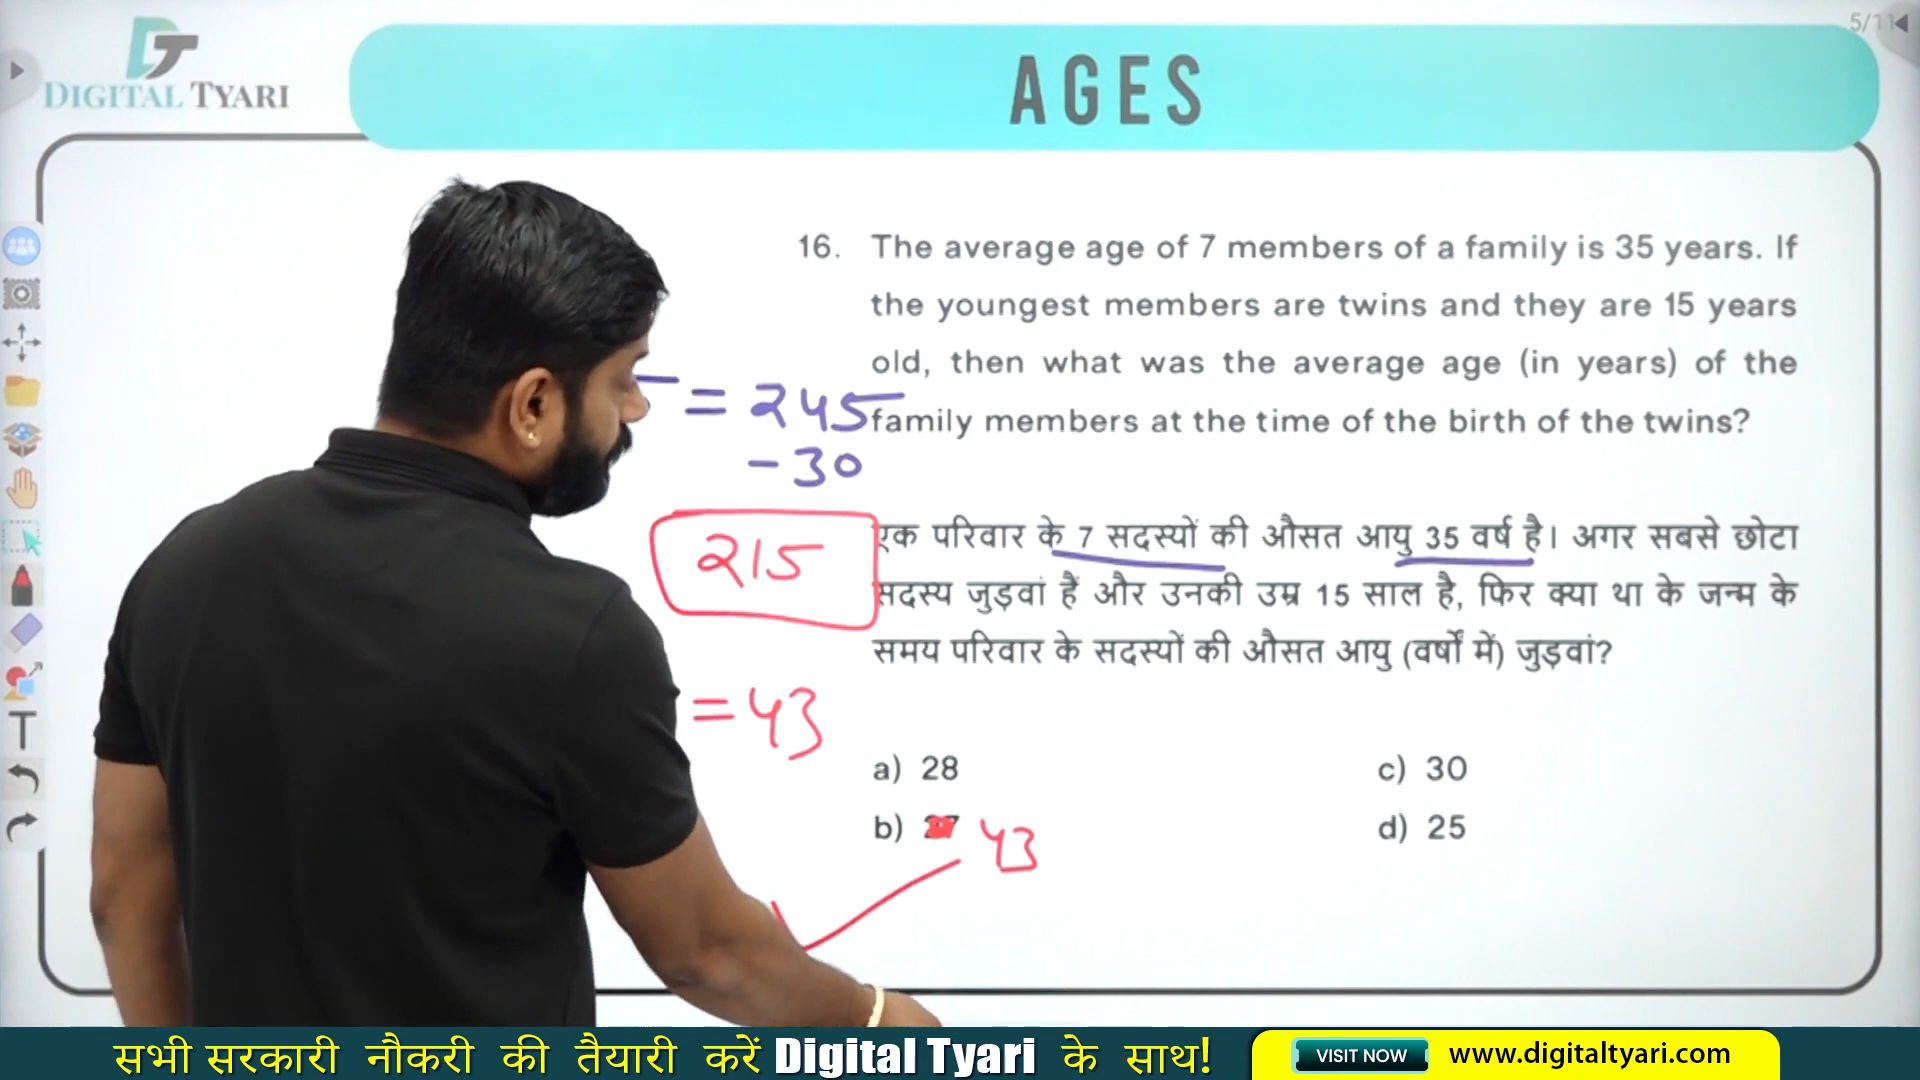 5/11
DIGITAL TYARI
AGES
16. The average age of 7 members of a family is 35 years. If
the youngest members are twins and they are 15 years
old, then what was the average age (in years) of the
family members at the time of the birth of the twins?
= 245
- 30
215
= 43
एक परिवार के 7 सदस्यों की औसत आयु 35 वर्ष है। अगर सबसे छोटा
सदस्य जुड़वां हैं और उनकी उम्र 15 साल है, फिर क्या था के जन्म के
समय परिवार के सदस्यों की औसत आयु (वर्षों में) जुड़वां?
a) 28
c) 30
b) 43
d) 25
T
सभी सरकारी नौकरी की तैयारी करें Digital Tyari के साथ!
VISIT NOW
www.digitaltyari.com